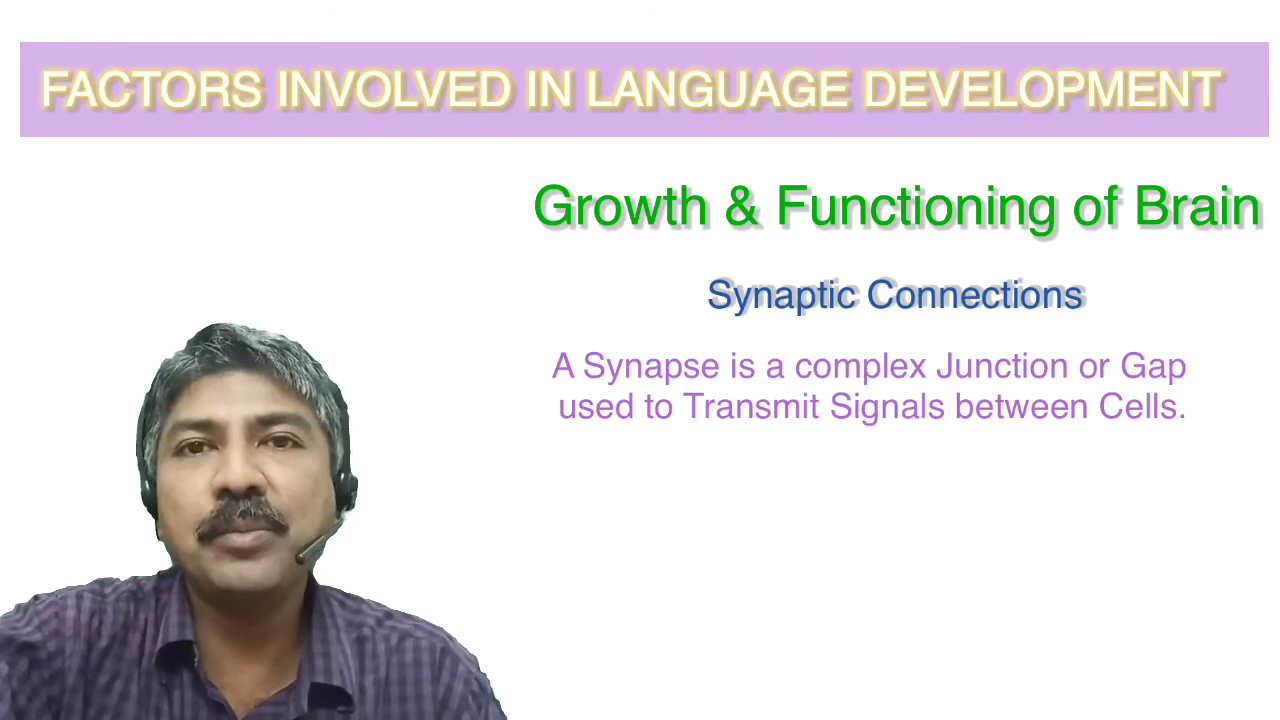 FACTORS INVOLVED IN LANGUAGE DEVELOPMENT
Growth & Functioning of Brain
Synaptic Connections
A Synapse is a complex Junction or Gap
used to Transmit Signals between Cells.